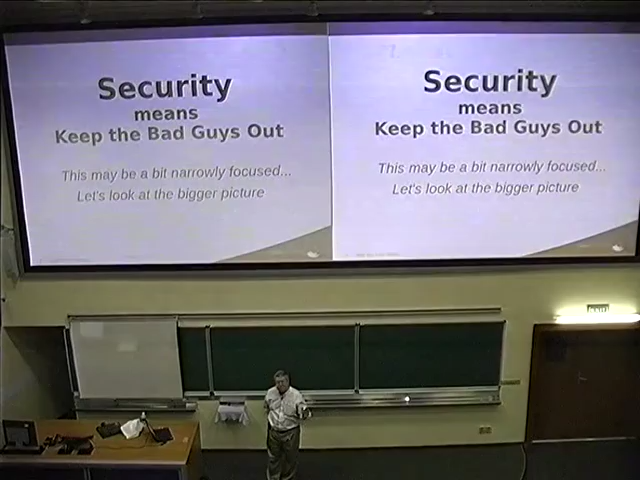 Security
means
Keep the Bad Guys Out
This may be a bit narrowly focused...
Let's look at the bigger picture
Security
means
Keep the Bad Guys Out
This may be a bit narrowly focused...
Let's look at the bigger picture